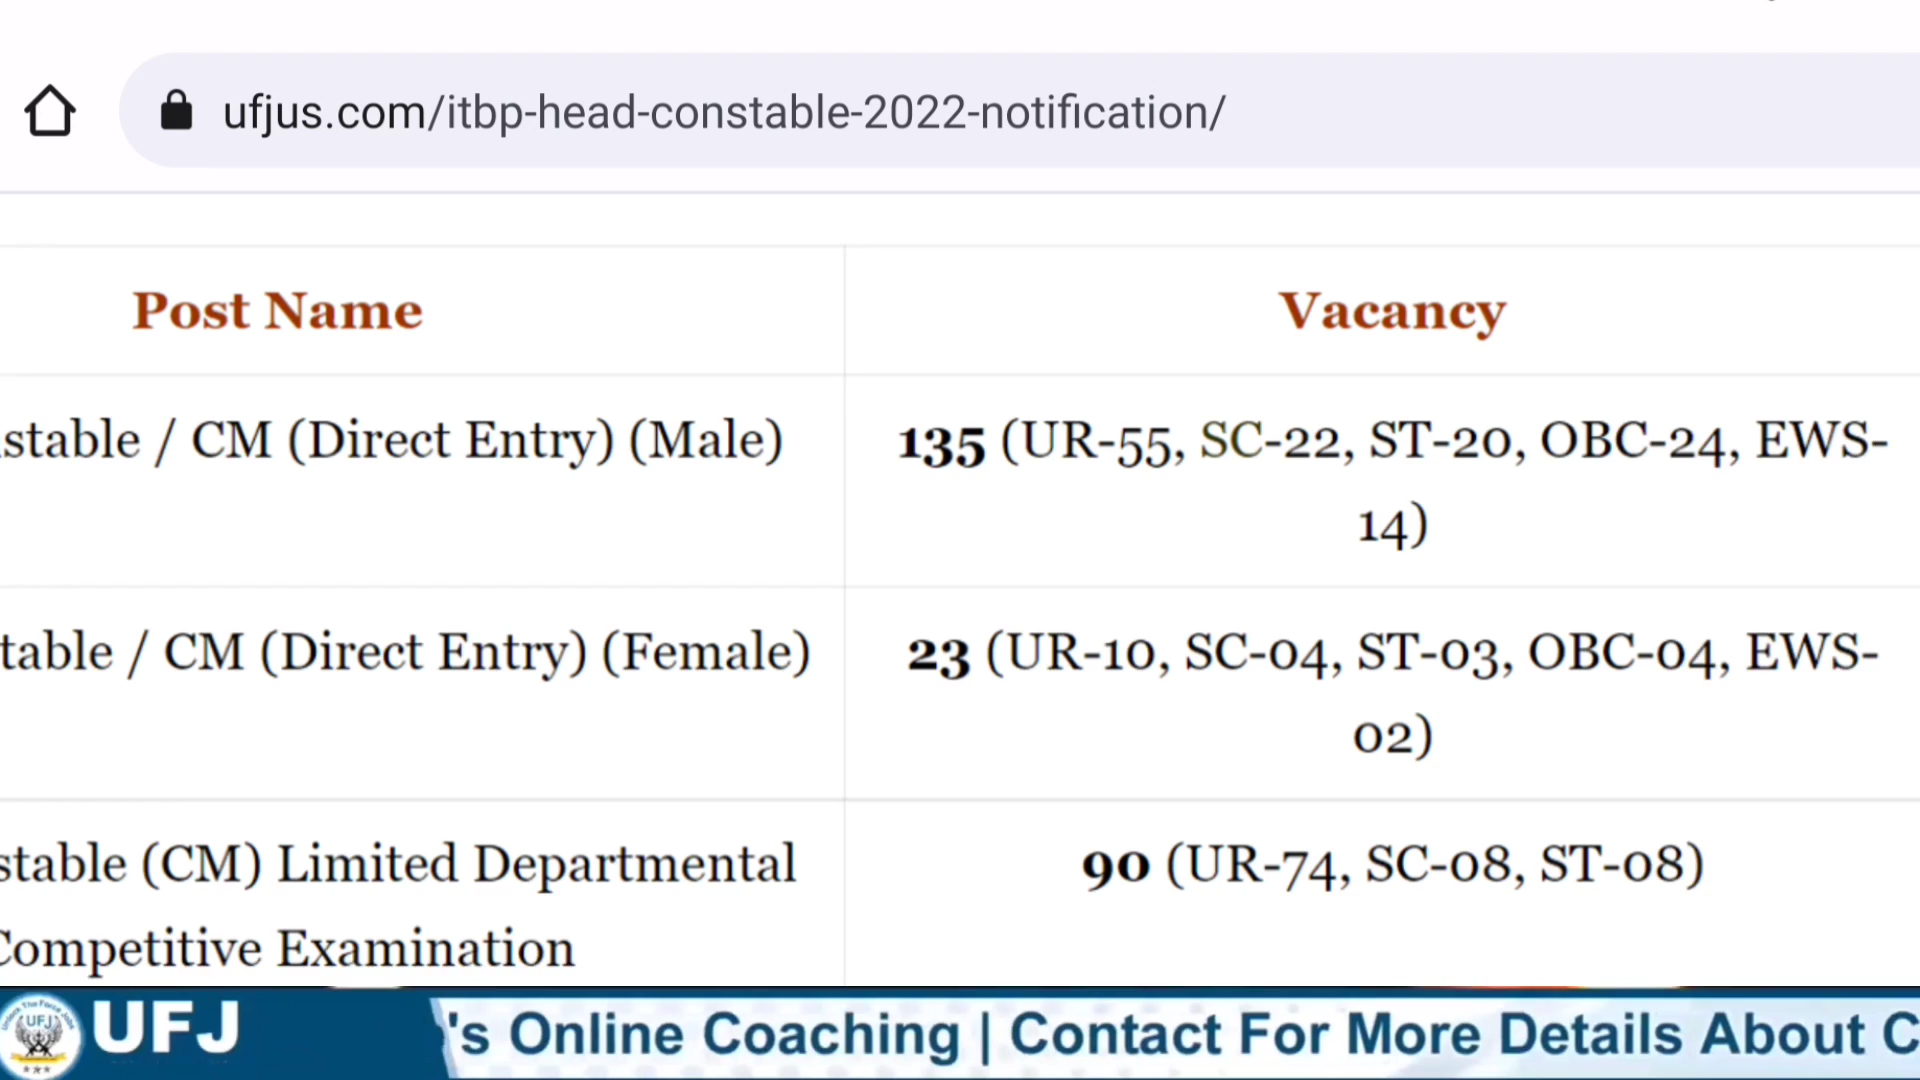 ufjus.com/itbp-head-constable-2022-notification/
Post Name
Vacancy
stable / CM (Direct Entry) (Male)
135 (UR-55, SC-22, ST-20, OBC-24, EWS-
14)
table / CM (Direct Entry) (Female)
23 (UR-10, SC-04, ST-03, OBC-04, EWS-
02)
stable (CM) Limited Departmental
Competitive Examination
90 (UR-74, SC-08, ST-08)
UFJ
UFJ
's Online Coaching | Contact For More Details About C